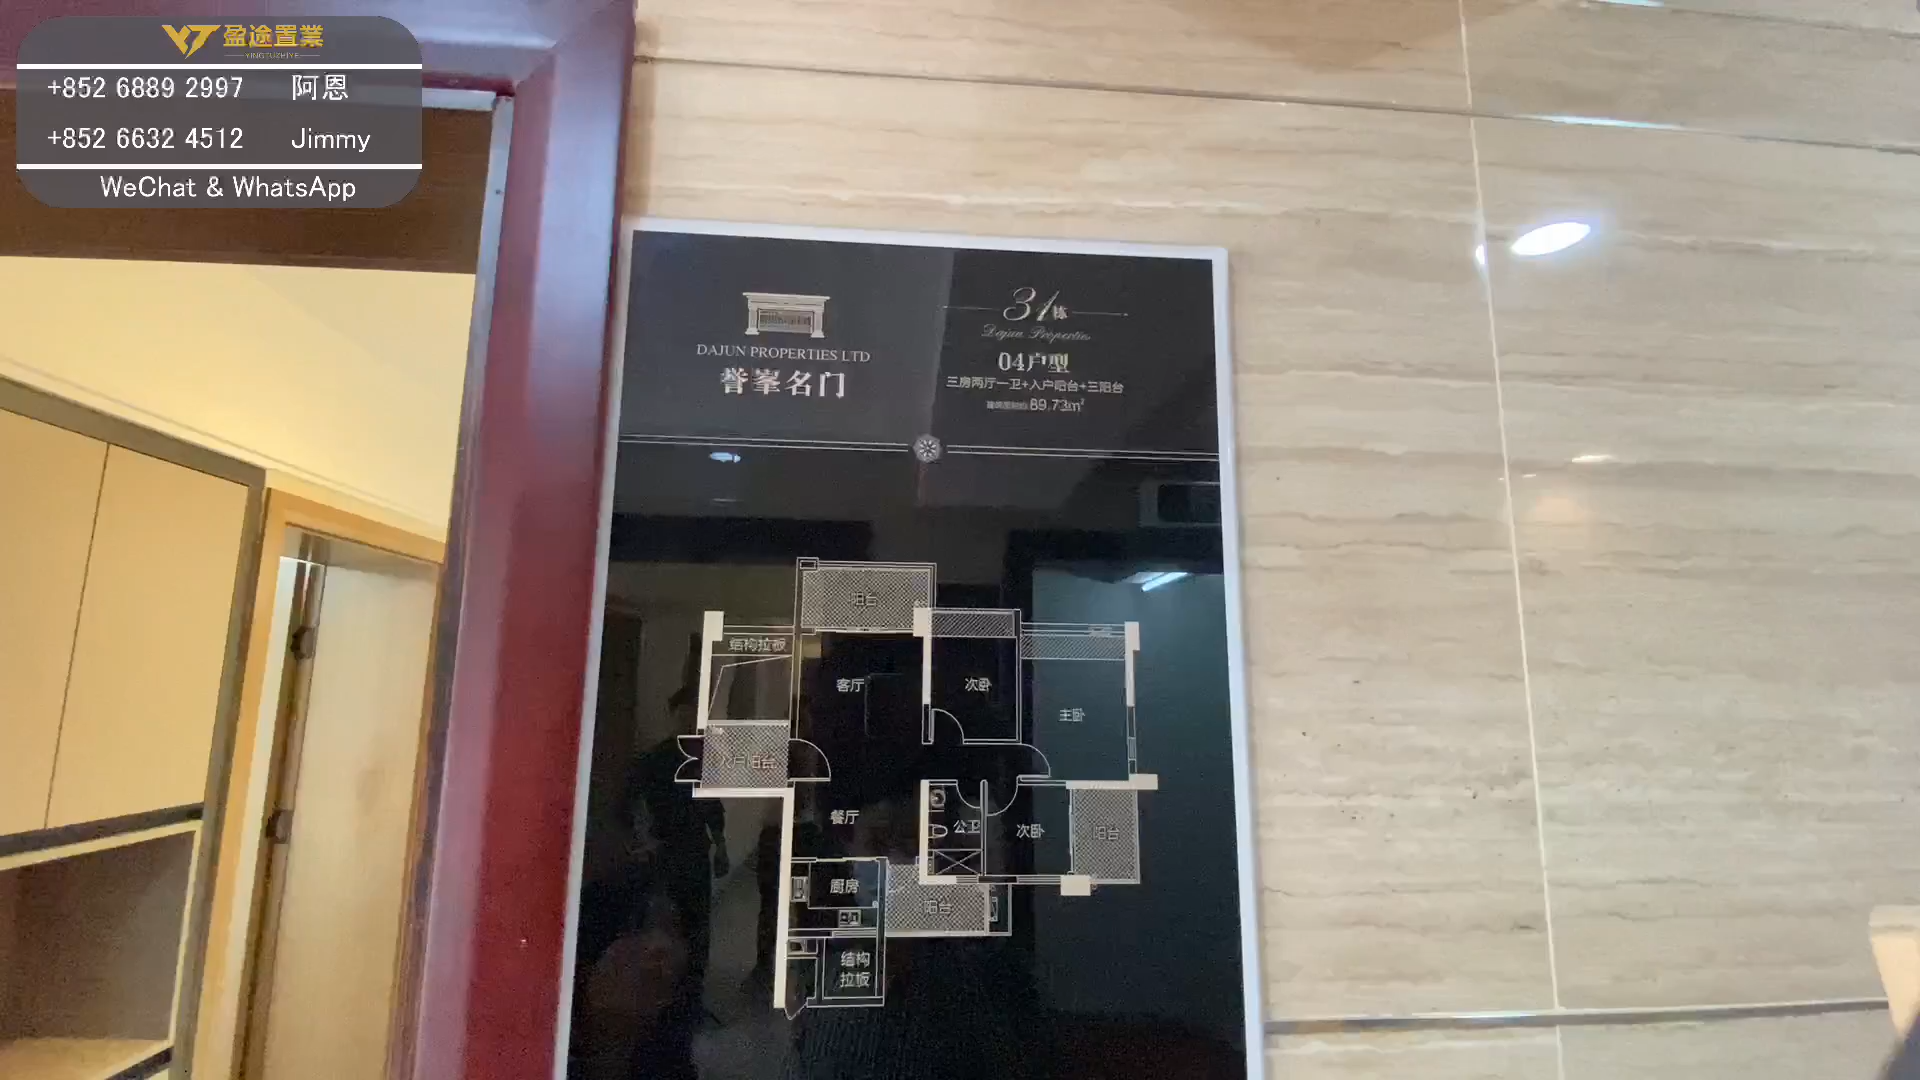 盈途置業
YINGTUZHIYE
+852 6889 2997 阿恩
+852 6632 4512 Jimmy
WeChat & WhatsApp
DAJUN PROPERTIES LTD
誉峯名门
31栋
Dajun Properties
04户型
三房两厅一卫+入户阳台+三阳台
89.73m²
阳台
结构拉板
客厅
次卧
主卧
入户阳台
餐厅
公卫
次卧
阳台
厨房
阳台
结构
拉板